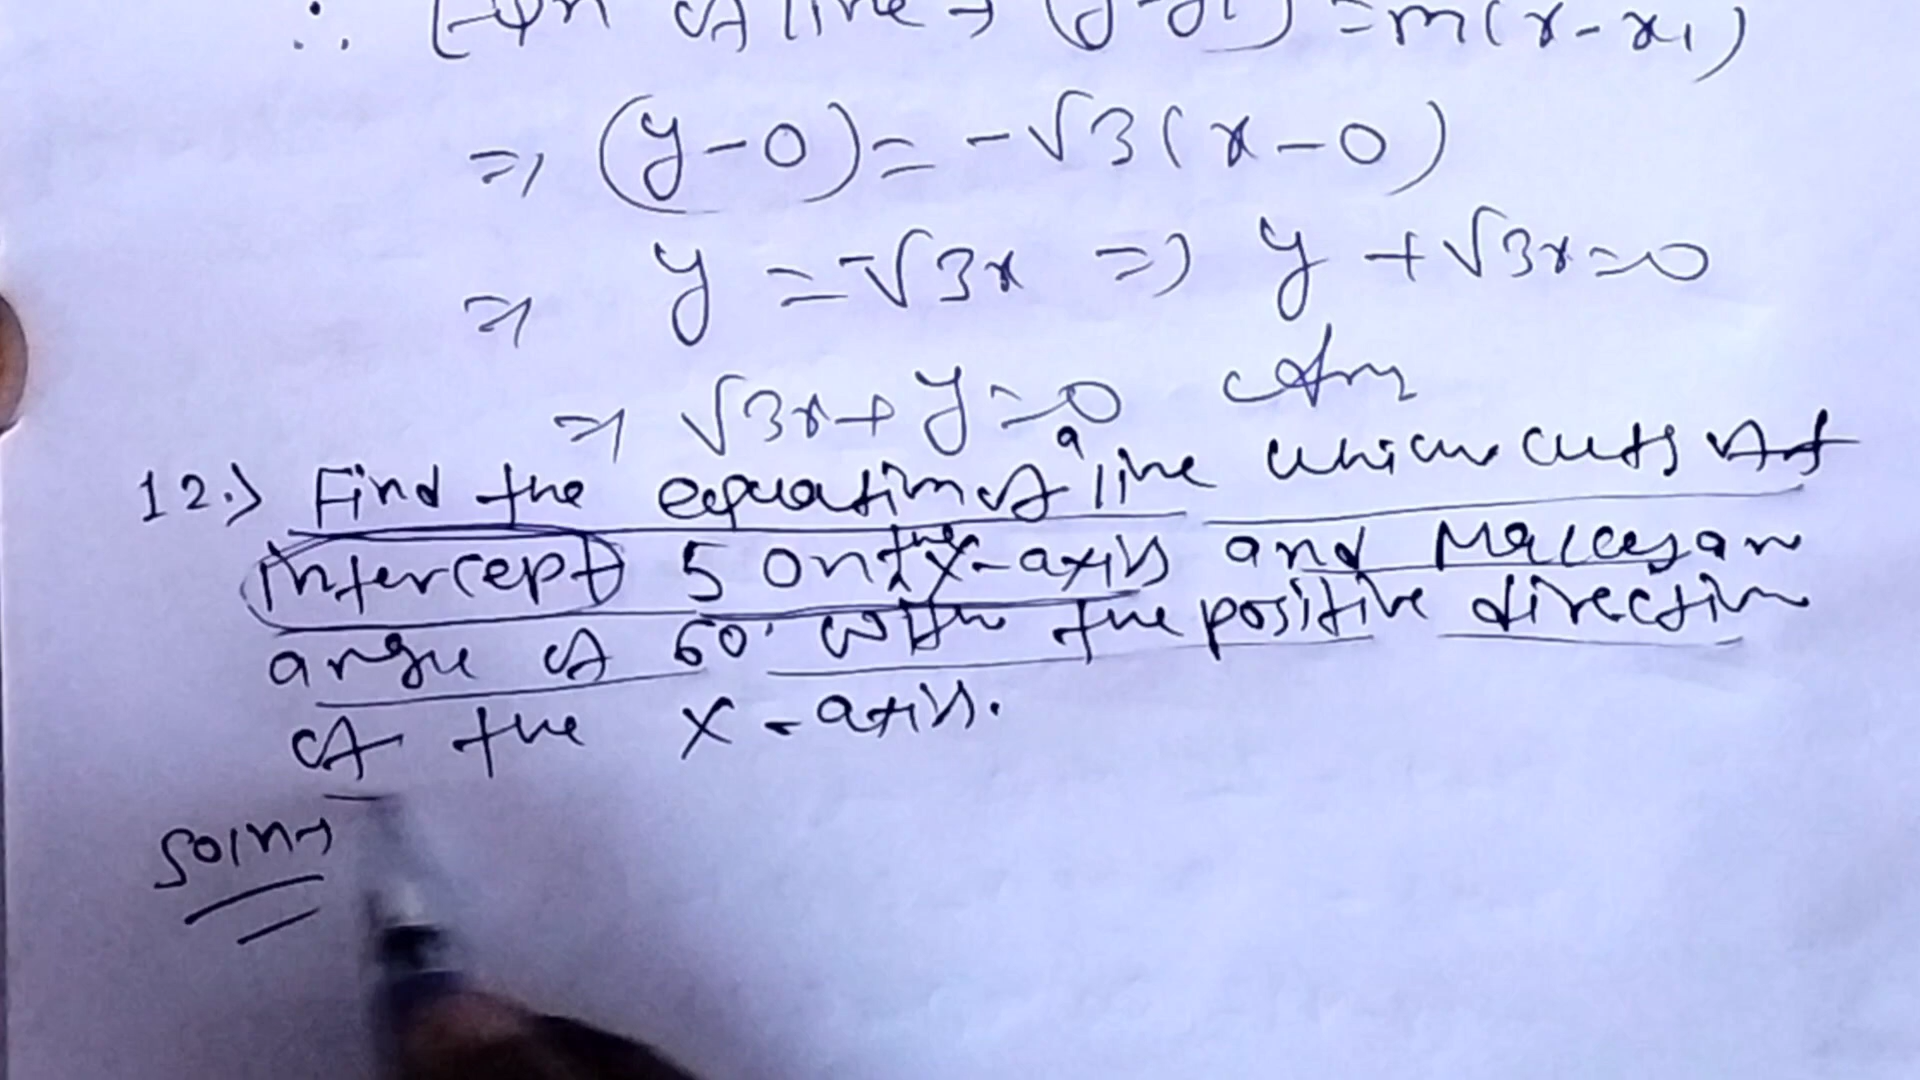 ∴ Eqn of line → (y-y1) = m(x-x1)
⇒ (y-0) = -√3(x-0)
⇒ y = -√3x ⇒ y + √3x = 0
⇒ √3x + y = 0 Ans
12.) Find the equation of a line which cuts off
intercept 5 on the x-axis and makes an
angle of 60° with the positive direction
of the x-axis.
Soln→